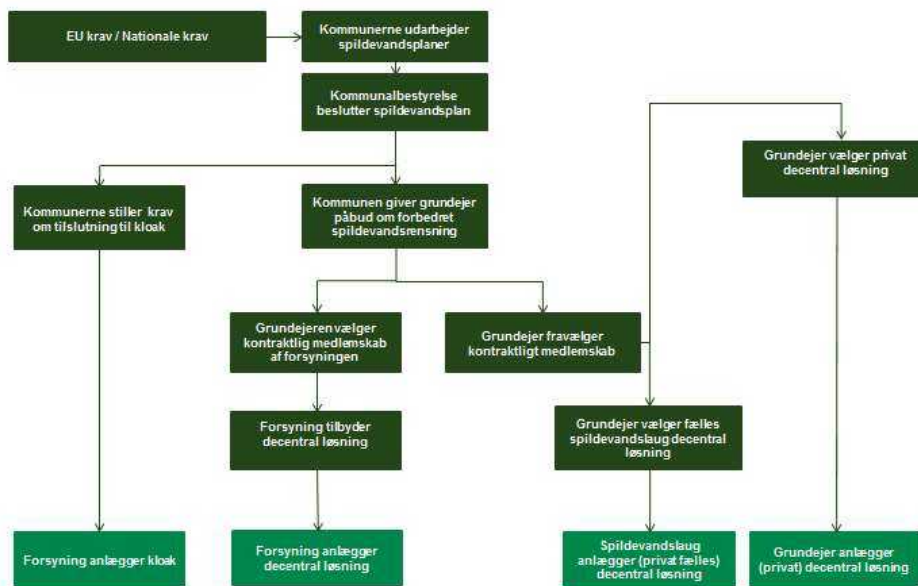 EU krav / Nationale krav
Kommunerne udarbejder
spildevandsplaner
Kommunalbestyrelse
beslutter spildevandsplan
Grundejer vælger privat
decentral løsning
Kommunerne stiller krav
om tilslutning til kloak
Kommunen giver grundejer
påbud om forbedret
spildevandsrensning
Grundejeren vælger
kontraktlig medlemskab
af forsyningen
Grundejer fravælger
kontraktligt medlemskab
Forsyning tilbyder
decentral løsning
Grundejer vælger fælles
spildevandslaug decentral
løsning
Forsyning anlægger kloak
Forsyning anlægger
decentral løsning
Spildevandslaug
anlægger (privat fælles)
decentral løsning
Grundejer anlægger
(privat) decentral løsning